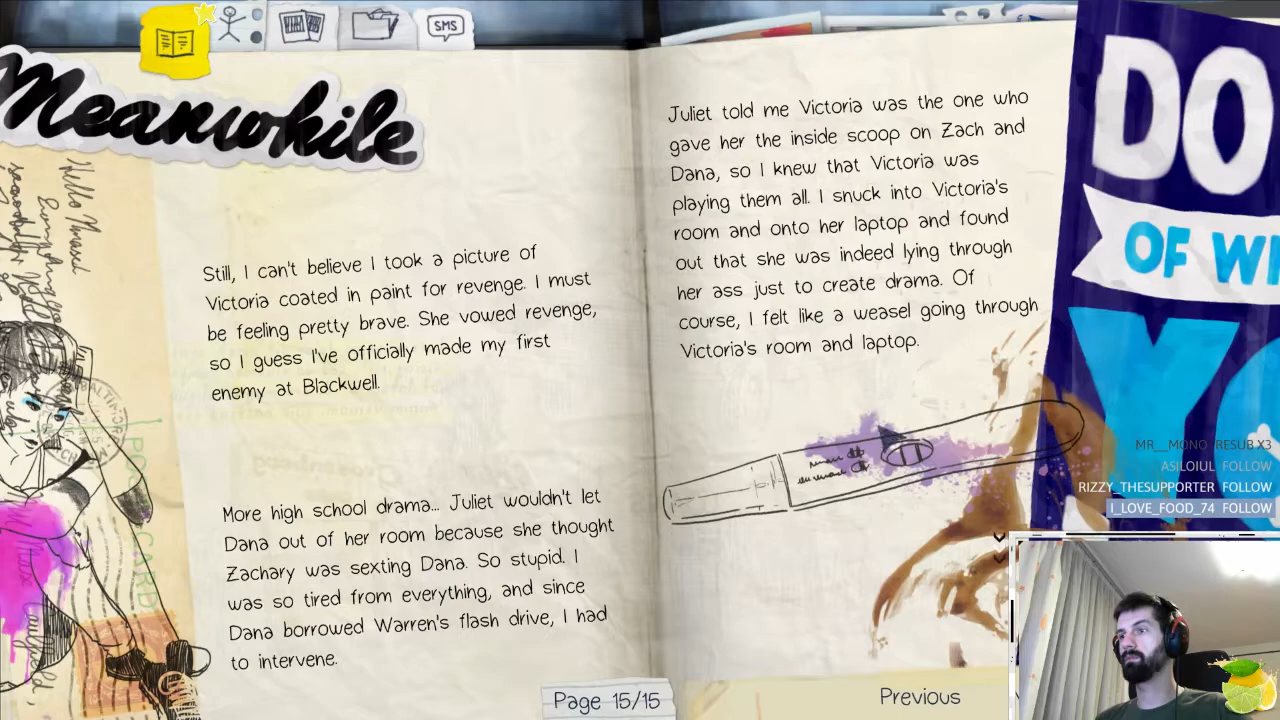 SMS
Meanwhile
Still, I can't believe I took a picture of
Victoria coated in paint for revenge. I must
be feeling pretty brave. She vowed revenge,
so I guess I've officially made my first
enemy at Blackwell.
More high school drama... Juliet wouldn't let
Dana out of her room because she thought
Zachary was sexting Dana. So stupid. I
was so tired from everything, and since
Dana borrowed Warren's flash drive, I had
to intervene.
Juliet told me Victoria was the one who
gave her the inside scoop on Zach and
Dana, so I knew that Victoria was
playing them all. I snuck into Victoria's
room and onto her laptop and found
out that she was indeed lying through
her ass just to create drama. Of
course, I felt like a weasel going through
Victoria's room and laptop.
Page 15/15
Previous
DO
OF WH
YO
POST CARD
MR__MONO RESUB X3
ASILOIUL FOLLOW
RIZZY_THESUPPORTER FOLLOW
I_LOVE_FOOD_74 FOLLOW